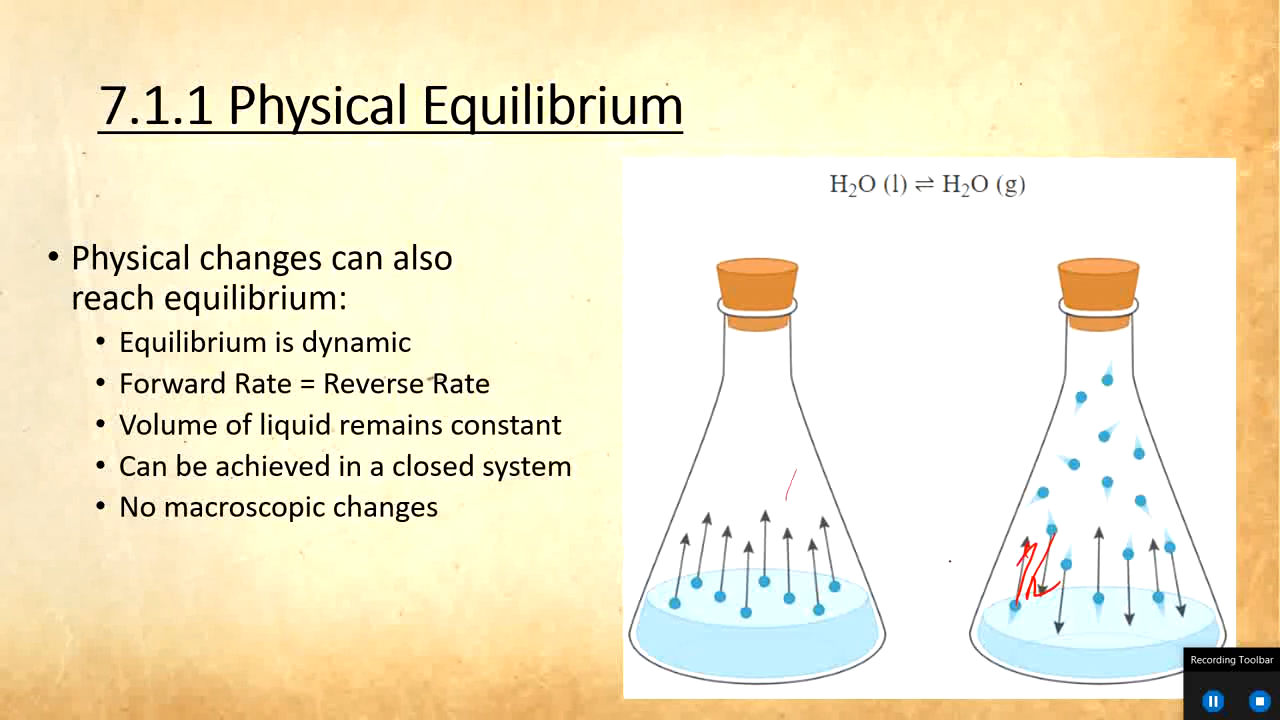 7.1.1 Physical Equilibrium
H₂O (l) ⇌ H₂O (g)
• Physical changes can also
reach equilibrium:
• Equilibrium is dynamic
• Forward Rate = Reverse Rate
• Volume of liquid remains constant
• Can be achieved in a closed system
• No macroscopic changes
Recording Toolbar